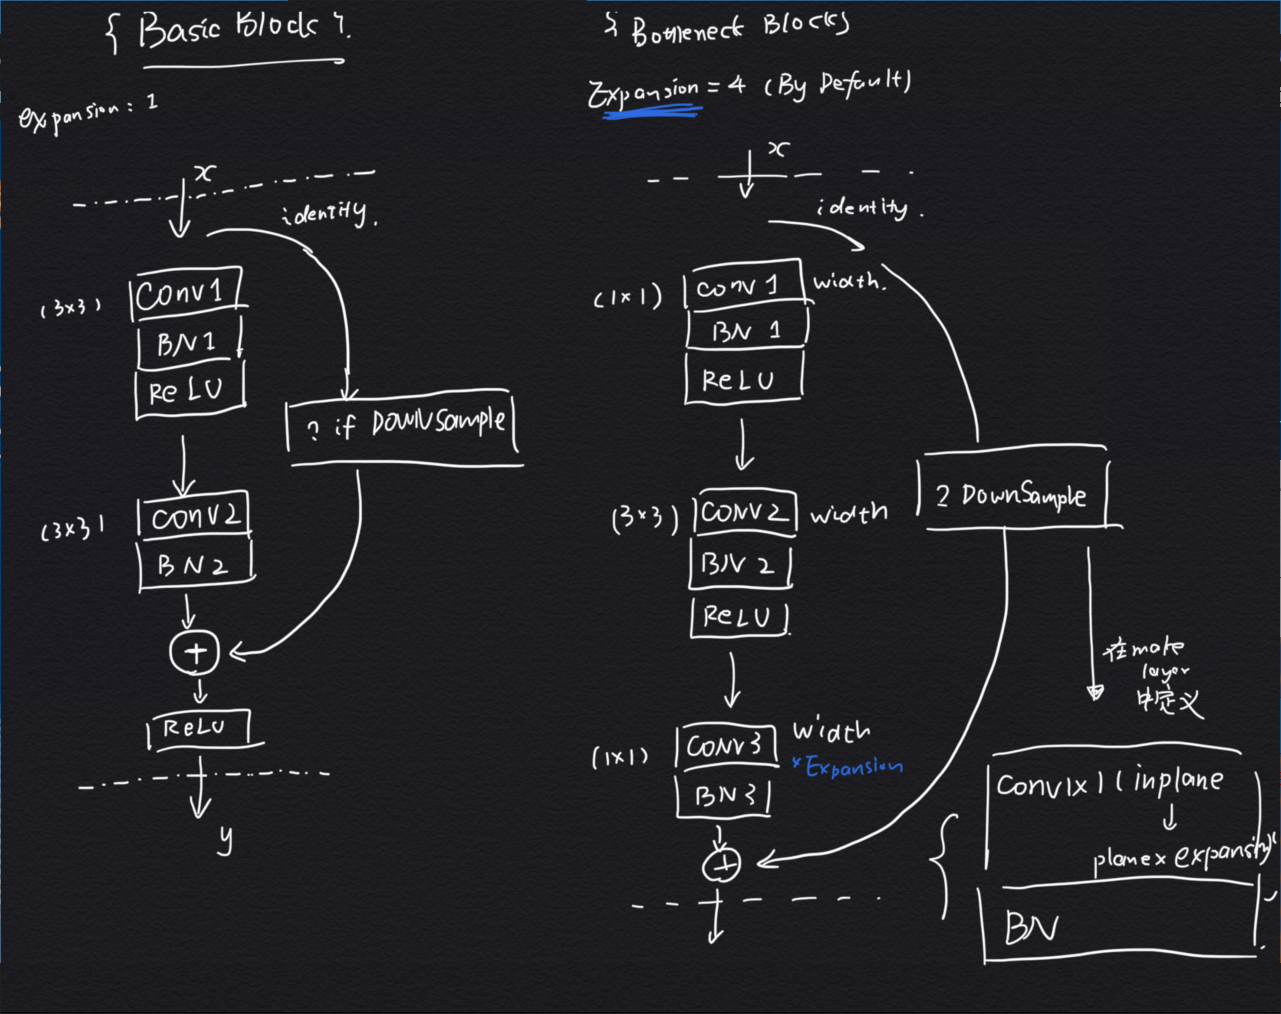 { Basic Block }.
expansion: 1
x
identity.
(3×3)
Conv1
BN1
ReLU
? if DownSample
(3×3)
Conv2
BN2
+
ReLU
y
{ Bottleneck Blocks
Expansion = 4 (By Default)
x
identity.
(1×1)
conv 1
width.
BN 1
ReLU
? DownSample
(3×3)
CONV2
width
BN 2
ReLU
在make
layer
中定义
(1×1)
CONV3
width
*Expansion
BN3
+
Conv1x1 ( inplane
↓
plane× expansion)
BN